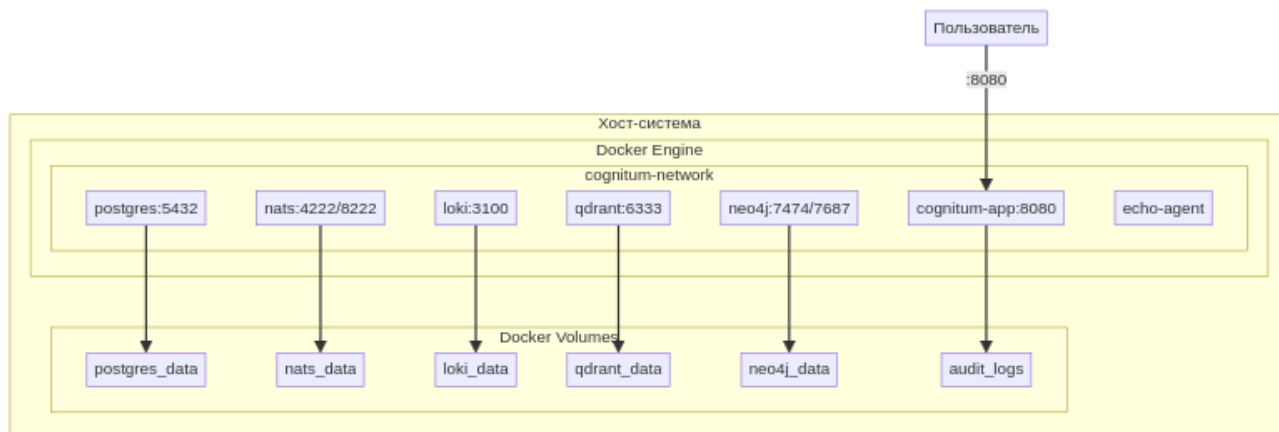 Пользователь
:8080
Хост-система
Docker Engine
cognitum-network
postgres:5432
nats:4222/8222
loki:3100
qdrant:6333
neo4j:7474/7687
cognitum-app:8080
echo-agent
Docker Volumes
postgres_data
nats_data
loki_data
qdrant_data
neo4j_data
audit_logs